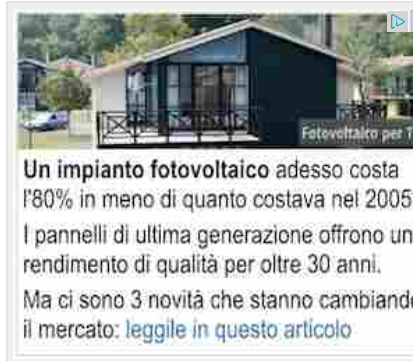 Fotovoltaico per
Un impianto fotovoltaico adesso costa
l'80% in meno di quanto costava nel 2005
I pannelli di ultima generazione offrono un
rendimento di qualità per oltre 30 anni.
Ma ci sono 3 novità che stanno cambiand
il mercato: leggile in questo articolo